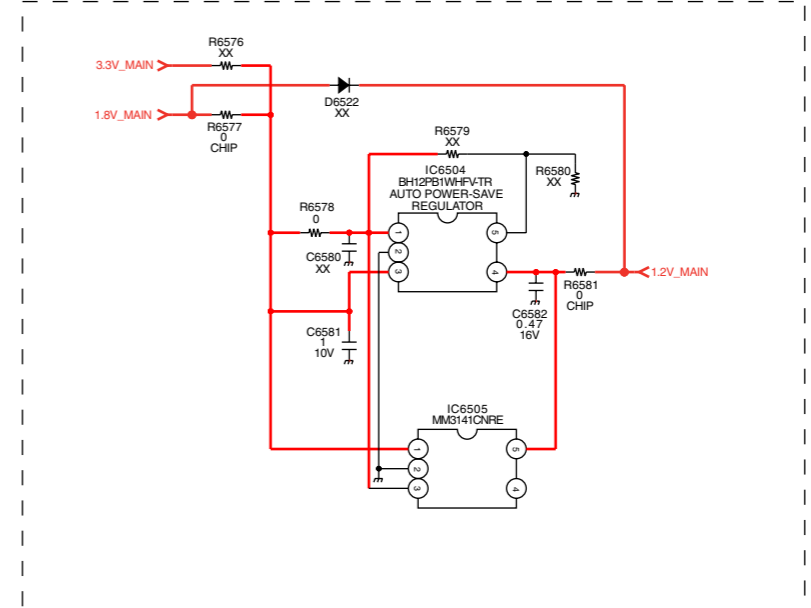 R6576
XX
3.3V_MAIN
D6522
XX
1.8V_MAIN
R6577
0
CHIP
R6579
XX
IC6504
BH12PB1WHFV-TR
AUTO POWER-SAVE
REGULATOR
R6580
XX
R6578
0
1
2
3
5
4
C6580
XX
1.2V_MAIN
R6581
0
CHIP
C6582
0.47
16V
C6581
1
10V
IC6505
MM3141CNRE
1
2
3
5
4